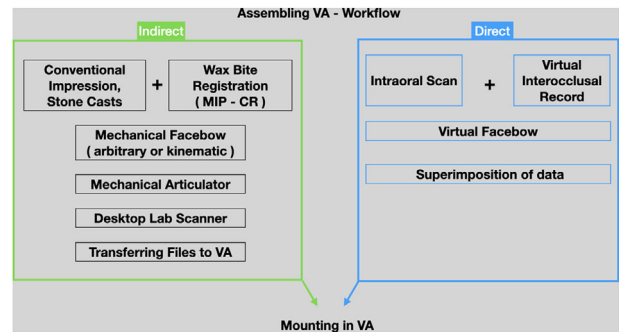 Assembling VA - Workflow
Indirect
Conventional
Impression,
Stone Casts
+
Wax Bite
Registration
( MIP - CR )
Mechanical Facebow
( arbitrary or kinematic )
Mechanical Articulator
Desktop Lab Scanner
Transferring Files to VA
Direct
Intraoral Scan
+
Virtual
Interocclusal
Record
Virtual Facebow
Superimposition of data
Mounting in VA